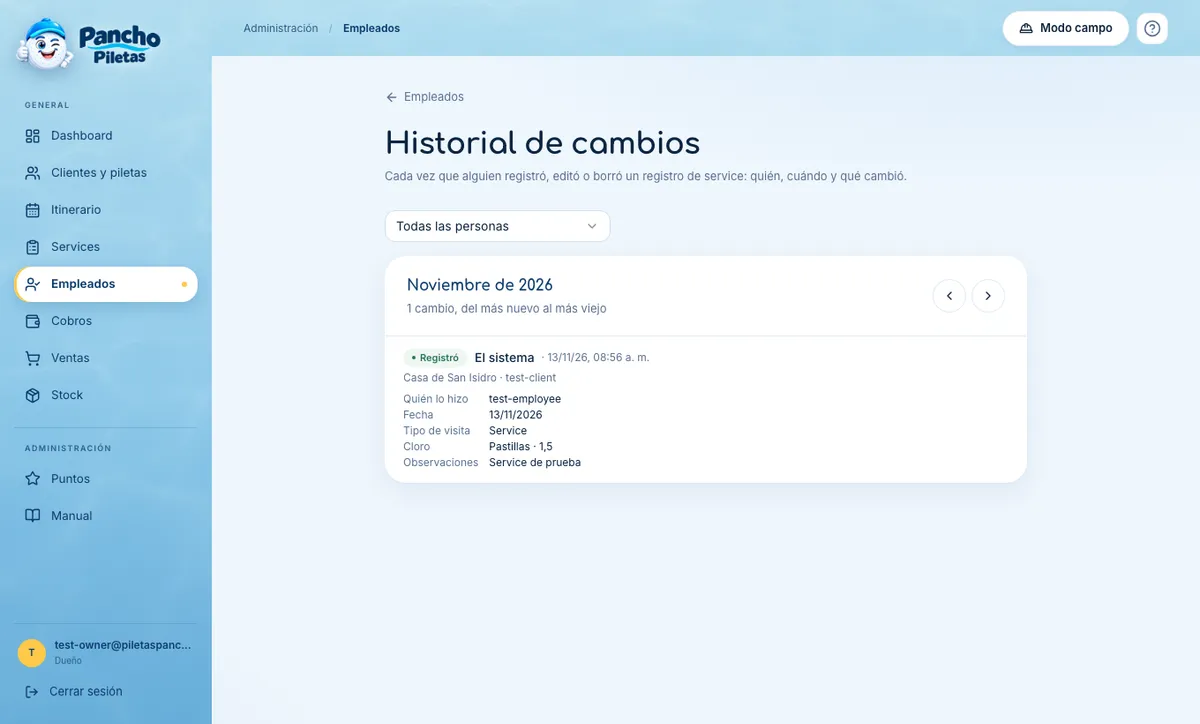 Pancho
Piletas
Administración / Empleados
Modo campo
GENERAL
Dashboard
Clientes y piletas
Itinerario
Services
Empleados
Cobros
Ventas
Stock
ADMINISTRACIÓN
Puntos
Manual
T
test-owner@piletaspanc...
Dueño
Cerrar sesión
← Empleados
Historial de cambios
Cada vez que alguien registró, editó o borró un registro de service: quién, cuándo y qué cambió.
Todas las personas
Noviembre de 2026
1 cambio, del más nuevo al más viejo
• Registró El sistema · 13/11/26, 08:56 a. m.
Casa de San Isidro · test-client
Quién lo hizo test-employee
Fecha 13/11/2026
Tipo de visita Service
Cloro Pastillas · 1,5
Observaciones Service de prueba